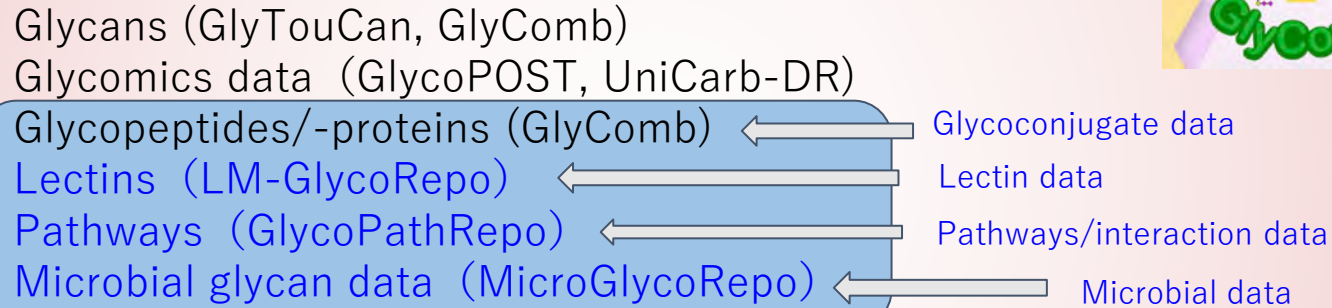 Glycans (GlyTouCan, GlyComb)
Glycomics data（GlycoPOST, UniCarb-DR)
Glycopeptides/-proteins (GlyComb)
Glycoconjugate data
Lectins（LM-GlycoRepo)
Lectin data
Pathways（GlycoPathRepo)
Pathways/interaction data
Microbial glycan data（MicroGlycoRepo)
Microbial data